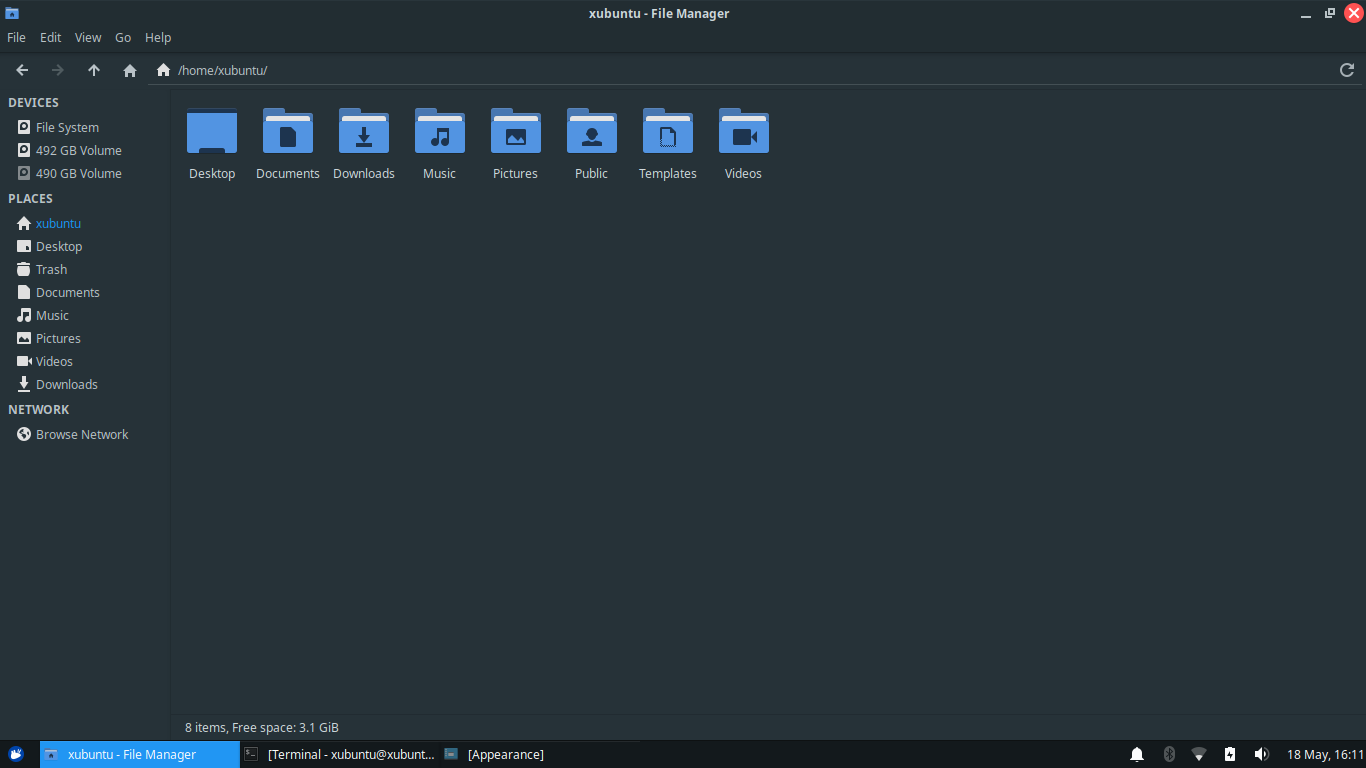 xubuntu - File Manager
File Edit View Go Help
/home/xubuntu/
DEVICES
File System
492 GB Volume
490 GB Volume
PLACES
xubuntu
Desktop
Trash
Documents
Music
Pictures
Videos
Downloads
NETWORK
Browse Network
Desktop Documents Downloads Music Pictures Public Templates Videos
8 items, Free space: 3.1 GiB
xubuntu - File Manager [Terminal - xubuntu@xubunt... [Appearance] 18 May, 16:11